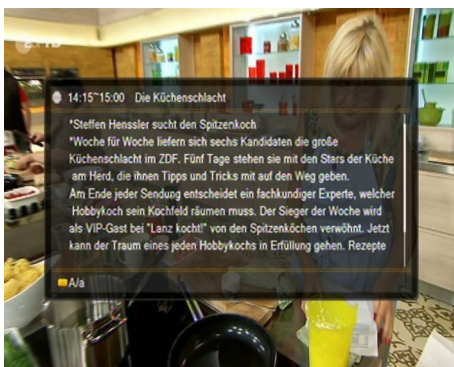 14:15~15:00 Die Küchenschlacht
*Steffen Henssler sucht den Spitzenkoch
*Woche für Woche liefern sich sechs Kandidaten die große
Küchenschlacht im ZDF. Fünf Tage stehen sie mit den Stars der Küche
am Herd, die ihnen Tipps und Tricks mit auf den Weg geben.
Am Ende jeder Sendung entscheidet ein fachkundiger Experte, welcher
Hobbykoch sein Kochfeld räumen muss. Der Sieger der Woche wird
als VIP-Gast bei "Lanz kocht!" von den Spitzenköchen verwöhnt. Jetzt
kann der Traum eines jeden Hobbykochs in Erfüllung gehen. Rezepte
A/a